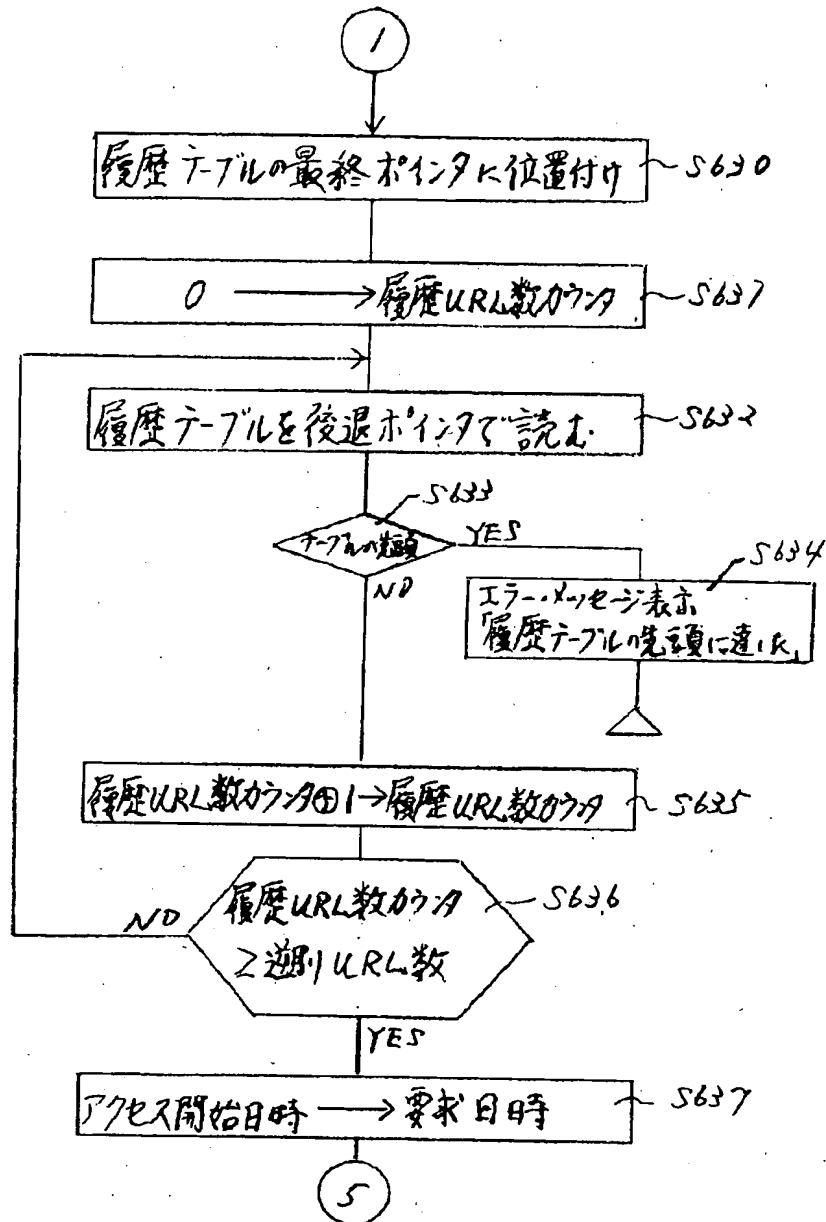 1
履歴テーブルの最終ポインタに位置付け
S630
0 → 履歴URL数カウンタ
S631
履歴テーブルを後退ポインタで読む
S632
S633
テーブルの先頭
YES
NO
S634
エラー・メッセージ表示
「履歴テーブルの先頭に達した」
履歴URL数カウンタ+1→履歴URL数カウンタ
S635
履歴URL数カウンタ
≧遡別URL数
S636
NO
YES
アクセス開始日時 → 要求日時
S637
5